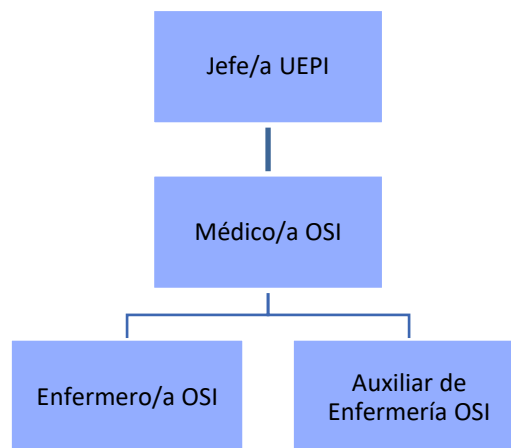 Jefe/a UEPI
Médico/a OSI
Enfermero/a OSI
Auxiliar de
Enfermería OSI